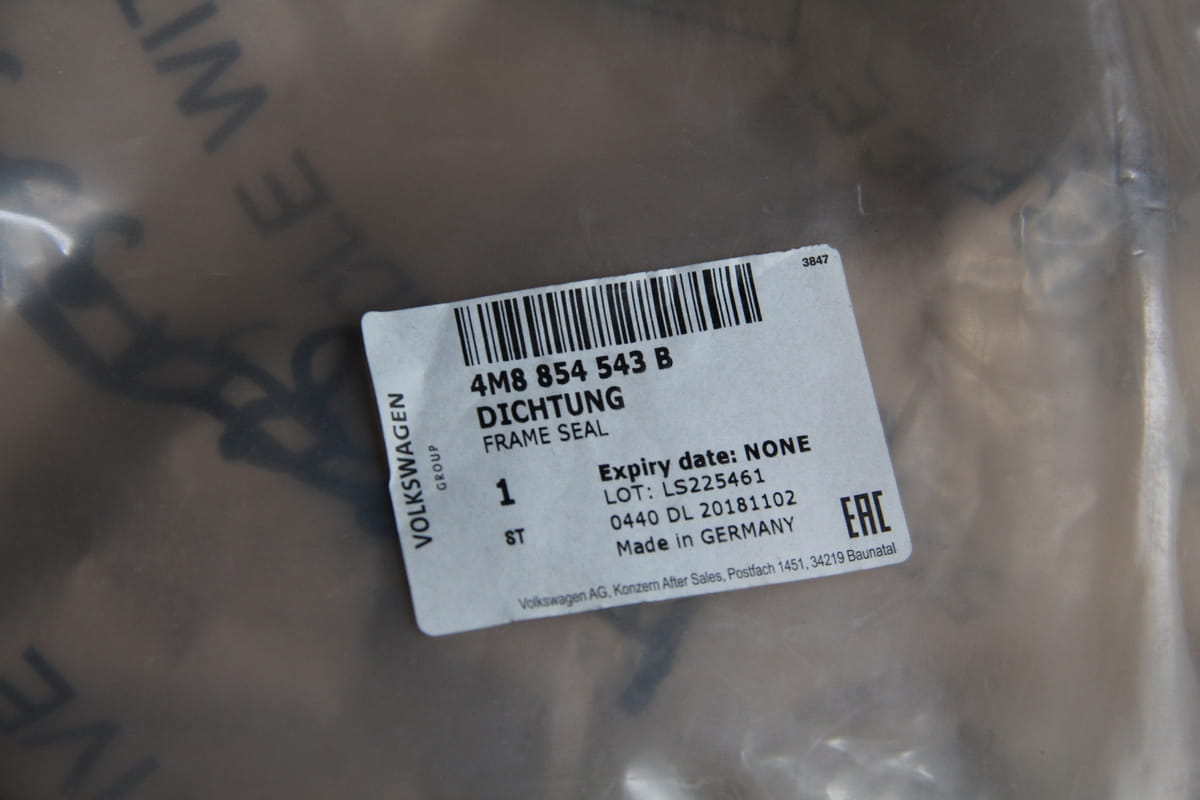 3847
4M8 854 543 B
DICHTUNG
FRAME SEAL
VOLKSWAGEN
GROUP
1
ST
Expiry date: NONE
LOT: LS225461
0440 DL 20181102
Made in GERMANY
EAC
Volkswagen AG, Konzern After Sales, Postfach 1451, 34219 Baunatal